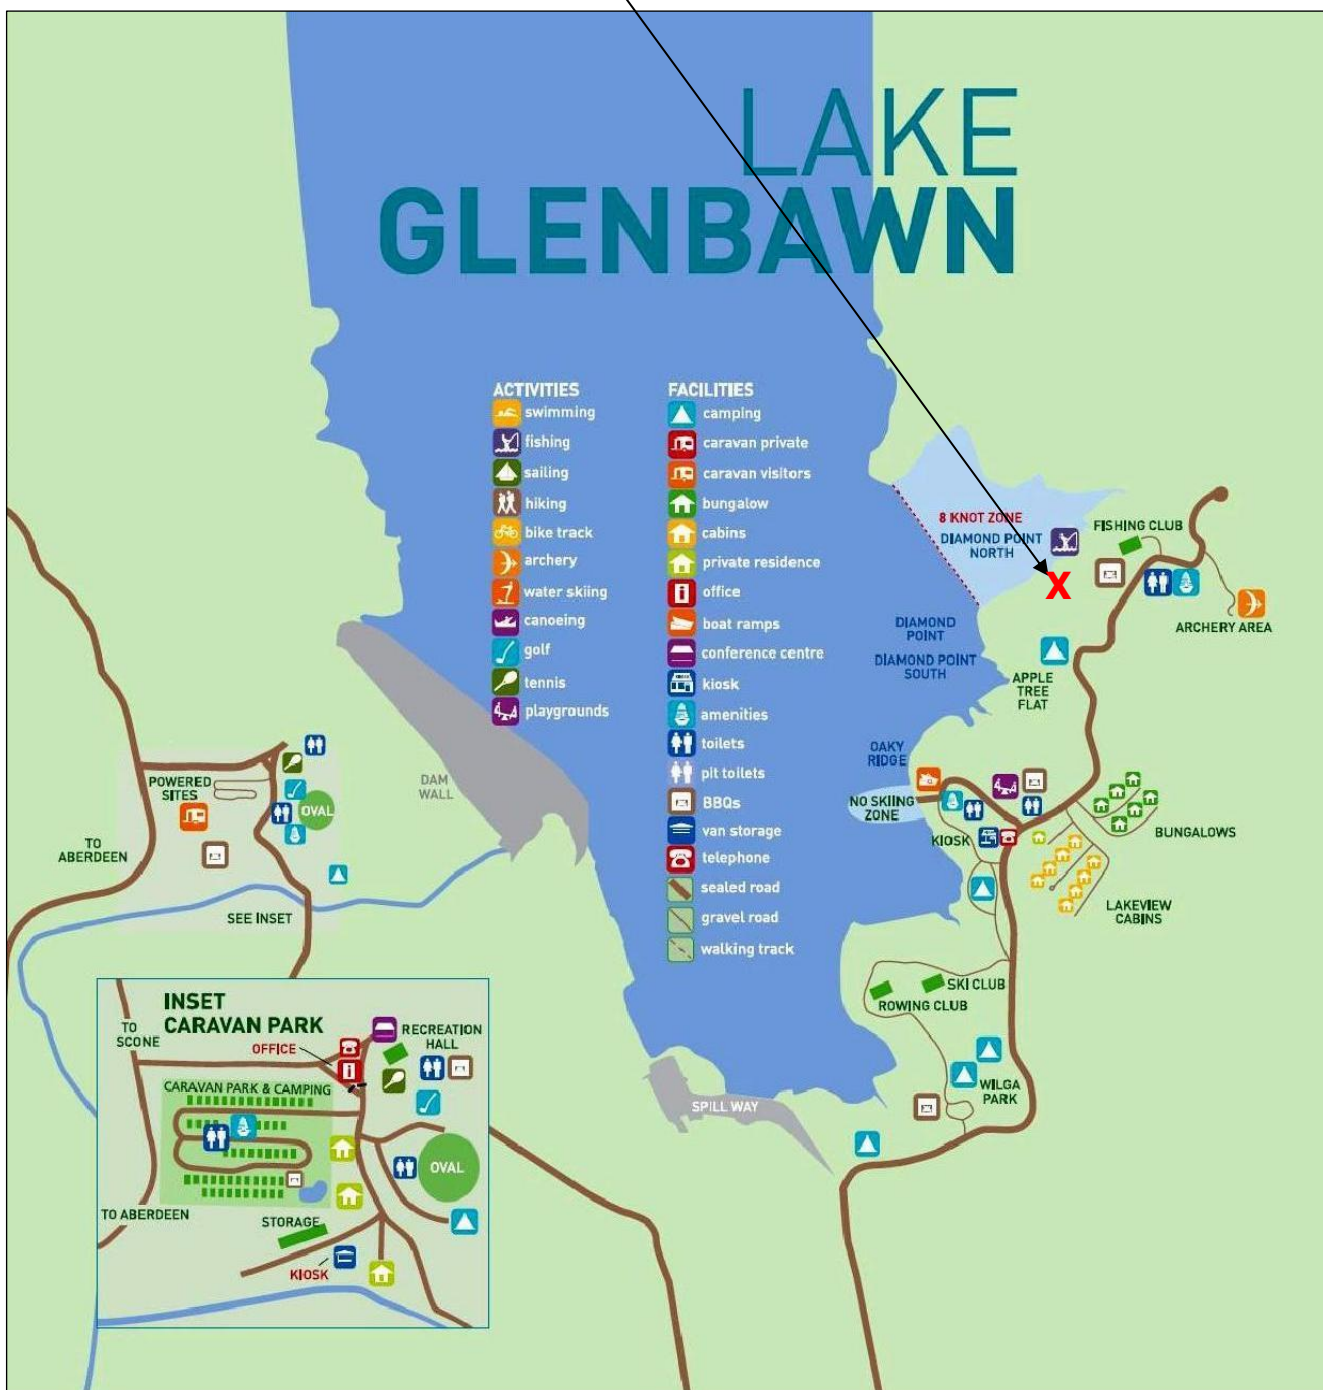 LAKE
GLENBAWN
ACTIVITIES
swimming
fishing
sailing
hiking
bike track
archery
water skiing
canoeing
golf
tennis
playgrounds
FACILITIES
camping
caravan private
caravan visitors
bungalow
cabins
private residence
office
boat ramps
conference centre
kiosk
amenities
toilets
pit toilets
BBQs
van storage
telephone
sealed road
gravel road
walking track
8 KNOT ZONE
DIAMOND POINT
NORTH
X
FISHING CLUB
ARCHERY AREA
DIAMOND
POINT
DIAMOND POINT
SOUTH
APPLE
TREE
FLAT
OAKY
RIDGE
NO SKIING
ZONE
KIOSK
BUNGALOWS
LAKEVIEW
CABINS
SKI CLUB
ROWING CLUB
WILGA
PARK
SPILL WAY
DAM
WALL
POWERED
SITES
OVAL
TO
ABERDEEN
SEE INSET
INSET
CARAVAN PARK
TO
SCONE
OFFICE
RECREATION
HALL
CARAVAN PARK & CAMPING
OVAL
TO ABERDEEN
STORAGE
KIOSK